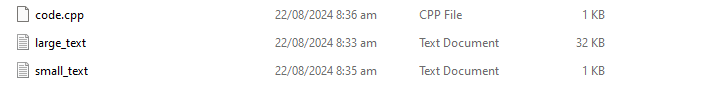 code.cpp 22/08/2024 8:36 am CPP File 1 KB
large_text 22/08/2024 8:33 am Text Document 32 KB
small_text 22/08/2024 8:35 am Text Document 1 KB